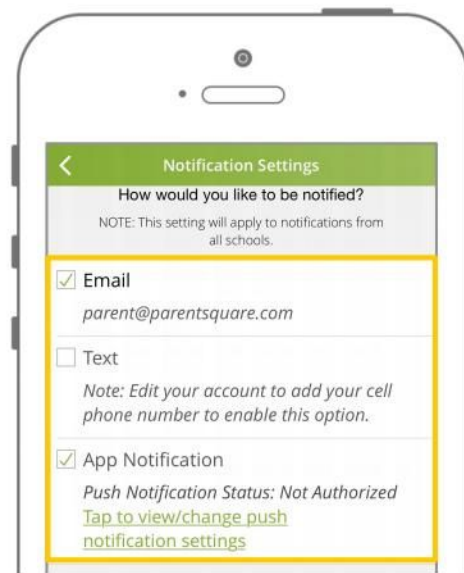 Notification Settings
How would you like to be notified?
NOTE: This setting will apply to notifications from
all schools.
Email
parent@parentsquare.com
Text
Note: Edit your account to add your cell
phone number to enable this option.
App Notification
Push Notification Status: Not Authorized
Tap to view/change push
notification settings